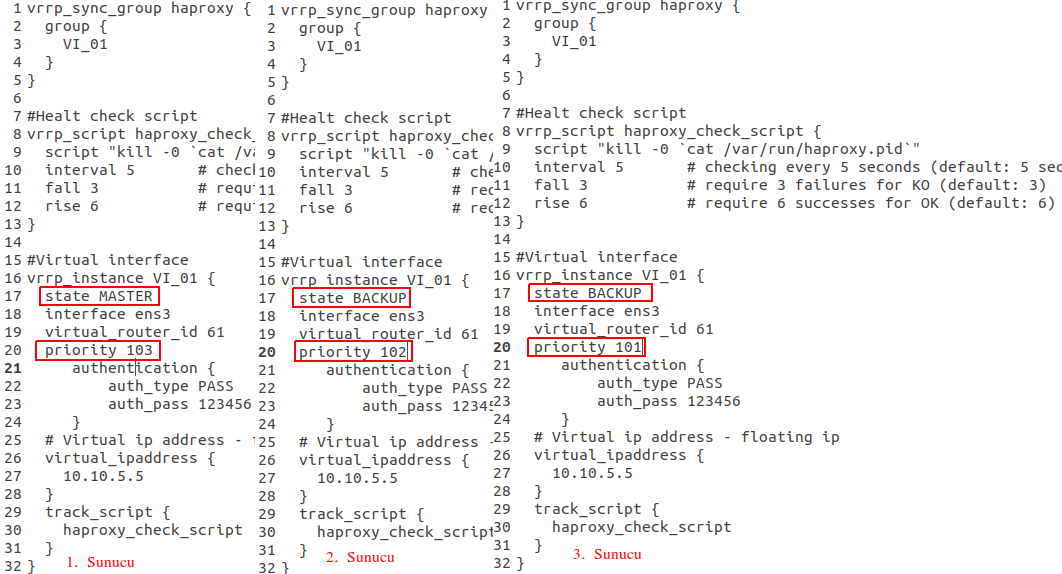 1 vrrp_sync_group haproxy {
2 group {
3 VI_01
4 }
5 }
6
7 #Healt check script
8 vrrp_script haproxy_check_
9 script "kill -0 `cat /va
10 interval 5 # check
11 fall 3 # requi
12 rise 6 # requi
13 }
14
15 #Virtual interface
16 vrrp_instance VI_01 {
17 state MASTER
18 interface ens3
19 virtual_router_id 61
20 priority 103
21 authentication {
22 auth_type PASS
23 auth_pass 123456
24 }
25 # Virtual ip address - f
26 virtual_ipaddress {
27 10.10.5.5
28 }
29 track_script {
30 haproxy_check_script
31 }
32 }
1. Sunucu
1 vrrp_sync_group haproxy
2 group {
3 VI_01
4 }
5 }
6
7 #Healt check script
8 vrrp_script haproxy_chec
9 script "kill -0 `cat /
10 interval 5 # che
11 fall 3 # req
12 rise 6 # req
13 }
14
15 #Virtual interface
16 vrrp_instance VI_01 {
17 state BACKUP
18 interface ens3
19 virtual_router_id 61
20 priority 102
21 authentication {
22 auth_type PASS
23 auth_pass 12345
24 }
25 # Virtual ip address -
26 virtual_ipaddress {
27 10.10.5.5
28 }
29 track_script {
30 haproxy_check_script
31 }
32 }
2. Sunucu
1 vrrp_sync_group haproxy {
2 group {
3 VI_01
4 }
5 }
6
7 #Healt check script
8 vrrp_script haproxy_check_script {
9 script "kill -0 `cat /var/run/haproxy.pid`"
10 interval 5 # checking every 5 seconds (default: 5 sec
11 fall 3 # require 3 failures for KO (default: 3)
12 rise 6 # require 6 successes for OK (default: 6)
13 }
14
15 #Virtual interface
16 vrrp_instance VI_01 {
17 state BACKUP
18 interface ens3
19 virtual_router_id 61
20 priority 101
21 authentication {
22 auth_type PASS
23 auth_pass 123456
24 }
25 # Virtual ip address - floating ip
26 virtual_ipaddress {
27 10.10.5.5
28 }
29 track_script {
30 haproxy_check_script
31 }
32 }
3. Sunucu